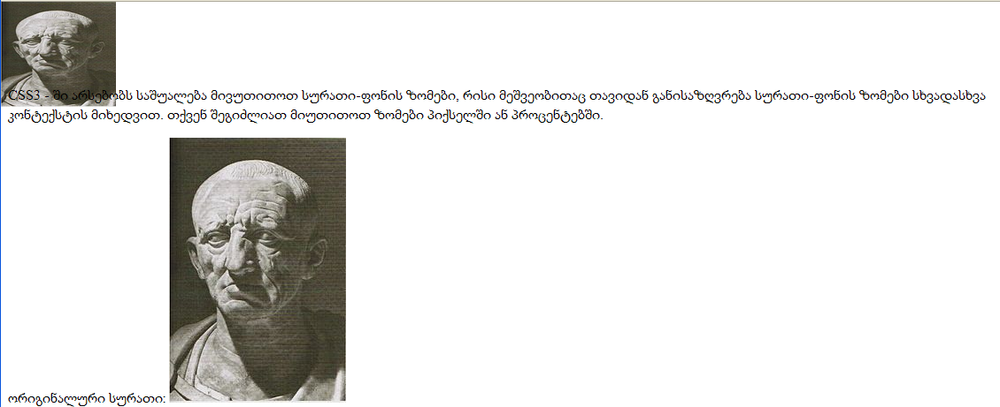 CSS3 - ში არსებობს საშუალება მივუთითოთ სურათი-ფონის ზომები, რისი მეშვეობითაც თავიდან განისაზღვრება სურათი-ფონის ზომები სხვადასხვა
კონტექსტის მიხედვით. თქვენ შეგიძლიათ მიუთითოთ ზომები პიქსელში ან პროცენტებში.
ორიგინალური სურათი: